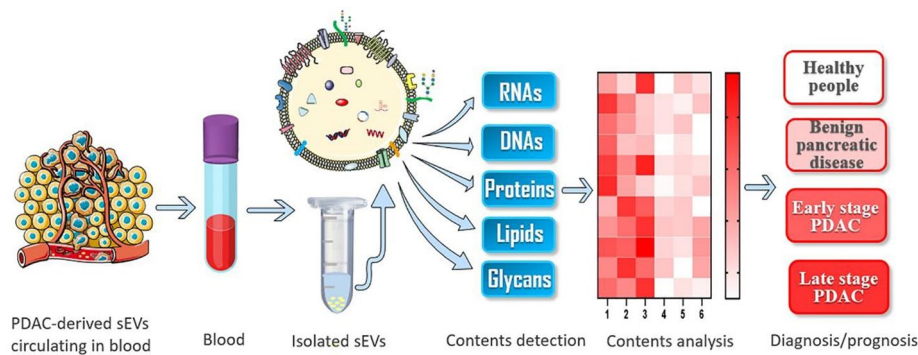 RNAs
DNAs
Proteins
Lipids
Glycans
1 2 3 4 5 6
Healthy
people
Benign
pancreatic
disease
Early stage
PDAC
Late stage
PDAC
PDAC-derived sEVs
circulating in blood
Blood
Isolated sEVs
Contents detection
Contents analysis
Diagnosis/prognosis